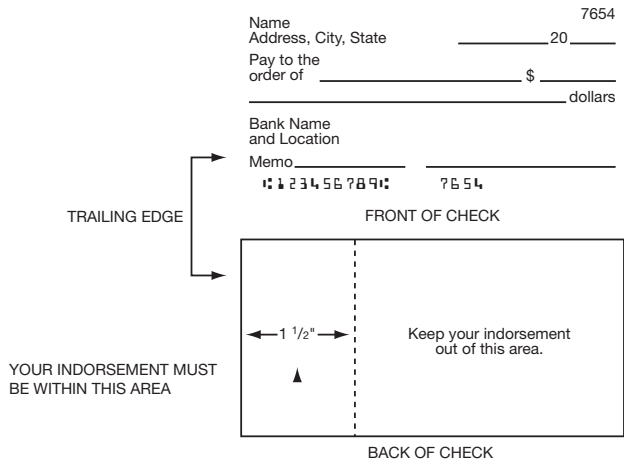 7654
Name
Address, City, State 20
Pay to the
order of $
dollars
Bank Name
and Location
Memo
⑆123456789⑆ 7654
TRAILING EDGE
FRONT OF CHECK
1 1/2"
Keep your indorsement
out of this area.
YOUR INDORSEMENT MUST
BE WITHIN THIS AREA
BACK OF CHECK